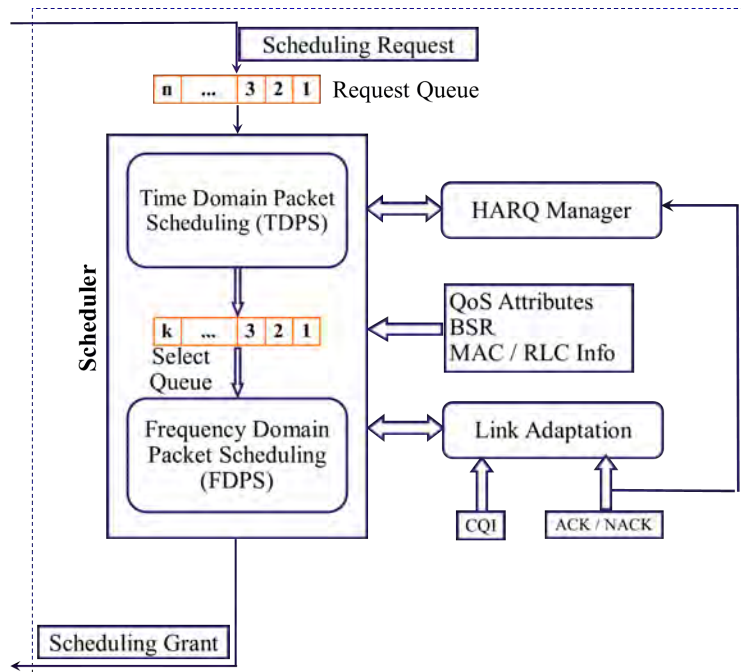 Scheduling Request
n ... 3 2 1 Request Queue
Time Domain Packet
Scheduling (TDPS)
HARQ Manager
Scheduler
k ... 3 2 1
Select
Queue
QoS Attributes
BSR
MAC / RLC Info
Frequency Domain
Packet Scheduling
(FDPS)
Link Adaptation
CQI
ACK / NACK
Scheduling Grant